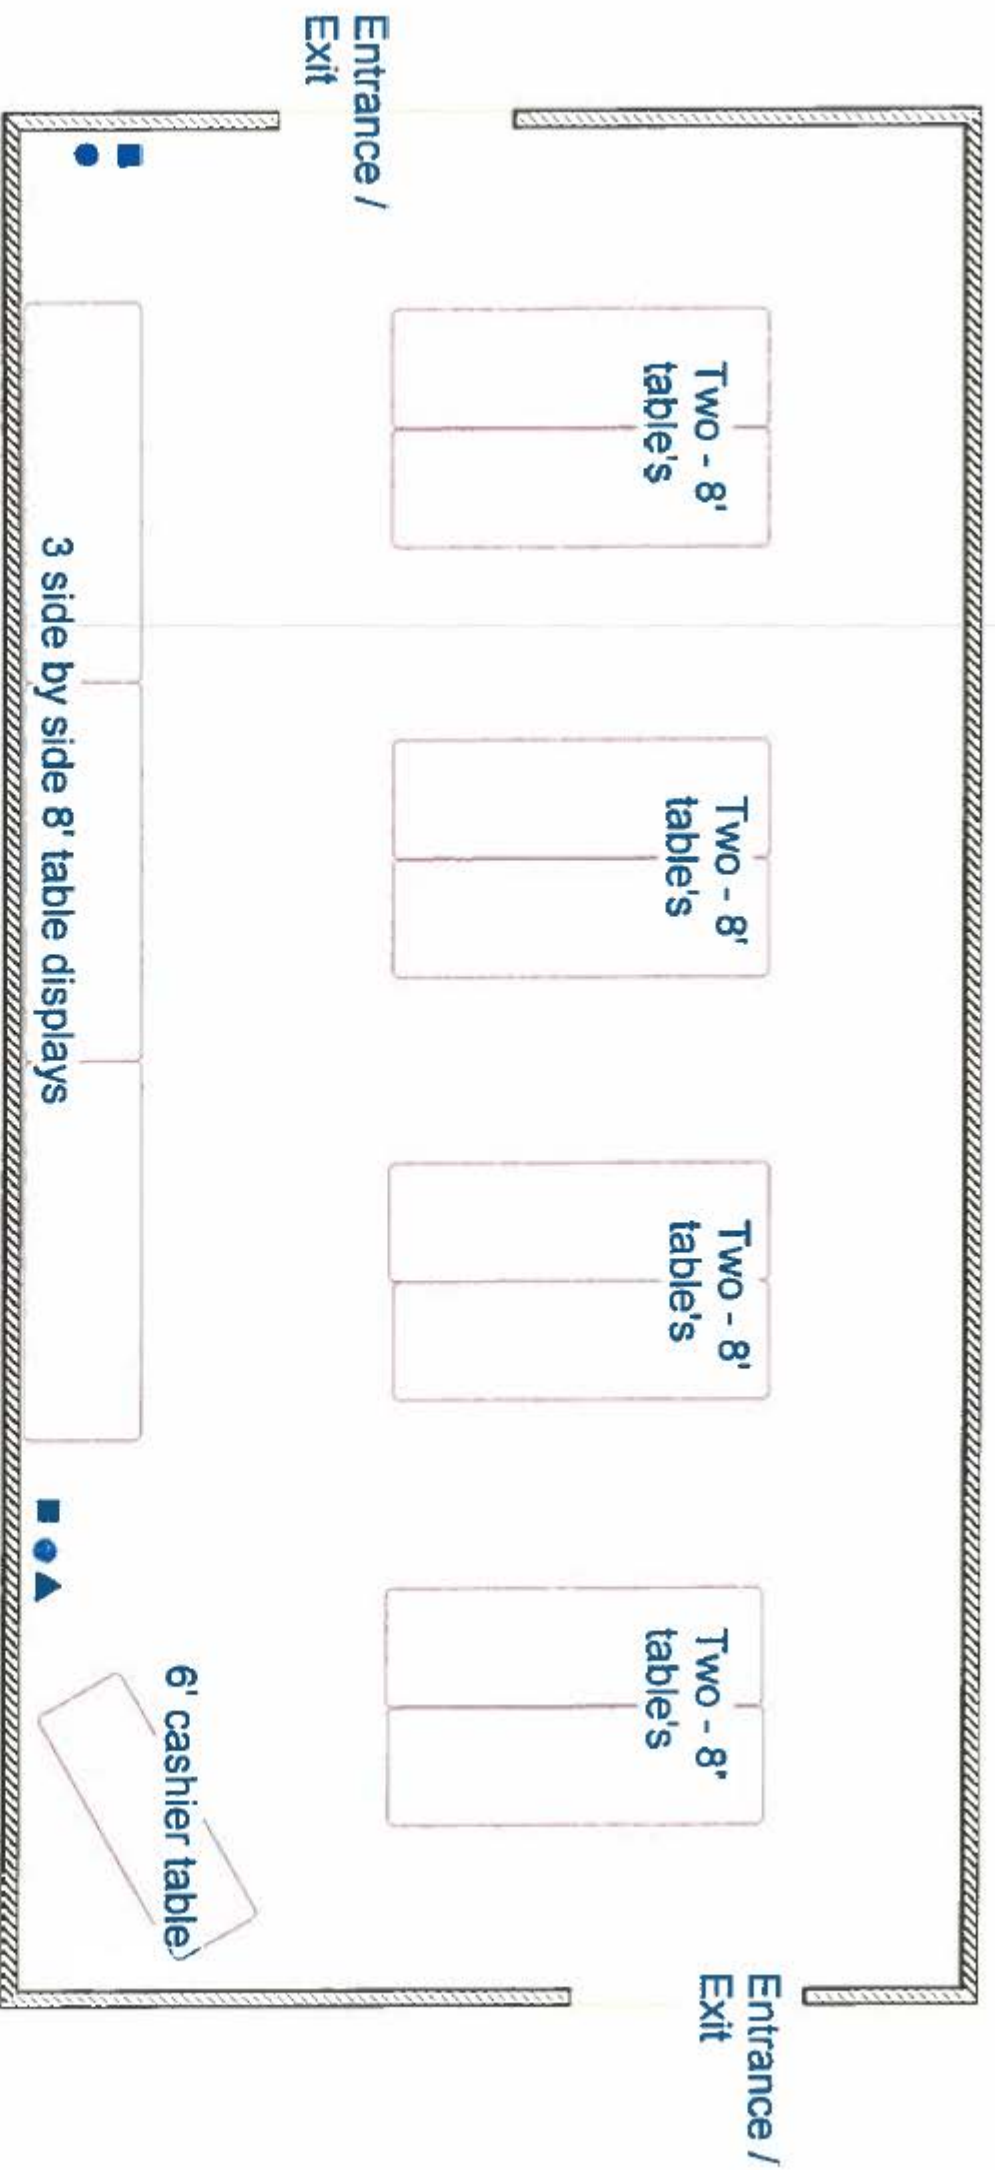 Entrance /
Exit
Two - 8'
table's
Two - 8'
table's
Two - 8'
table's
Two - 8'
table's
Entrance /
Exit
6' cashier table
3 side by side 8' table displays